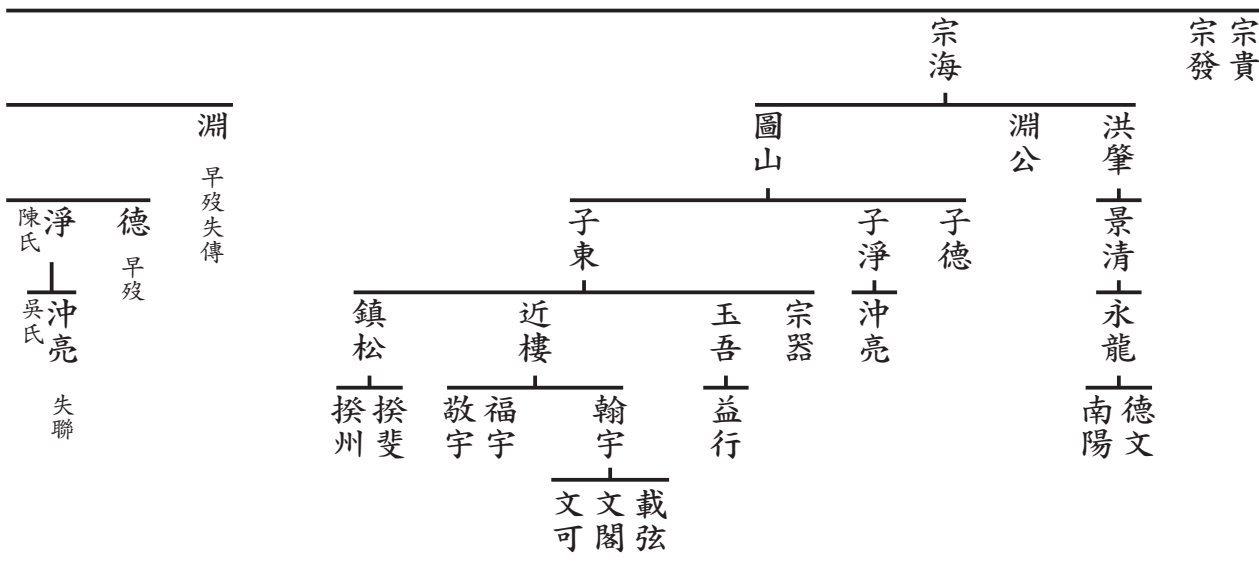 宗貴
宗發
宗海
洪肇
淵公
圖山
景清
子德
子淨
子東
永龍
沖亮
宗器
玉吾
近樓
鎮松
德文
南陽
益行
翰宇
福宇
敬宇
揆斐
揆州
載弦
文閣
文可
淵
早歿失傳
德
早歿
淨
陳氏
沖亮
吳氏
失聯